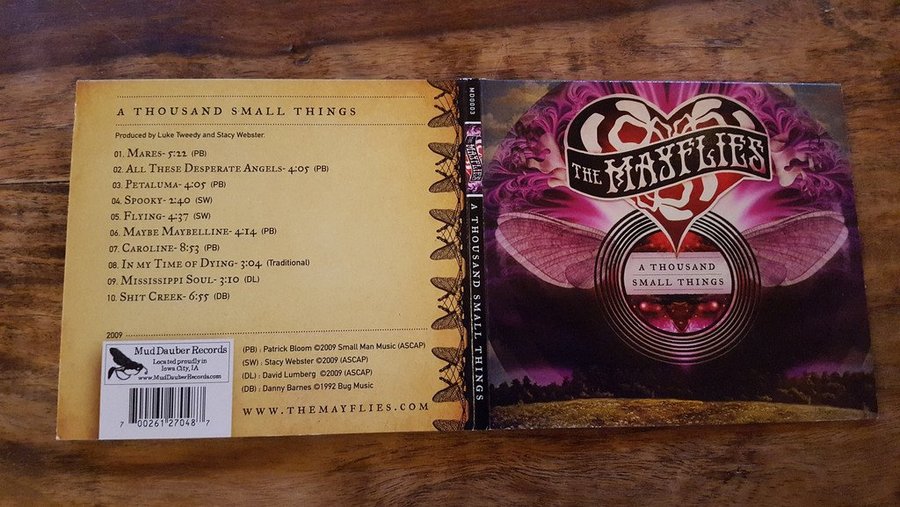 A THOUSAND SMALL THINGS
Produced by Luke Tweedy and Stacy Webster:
01. MARES- 5:22 (PB)
02. ALL THESE DESPERATE ANGELS- 4:05 (PB)
03. PETALUMA- 4:05 (PB)
04. SPOOKY- 2:40 (SW)
05. FLYING- 4:37 (SW)
06. MAYBE MAYBELLINE- 4:14 (PB)
07. CAROLINE- 8:53 (PB)
08. IN MY TIME OF DYING- 3:04 (Traditional)
09. MISSISSIPPI SOUL- 3:10 (DL)
10. SHIT CREEK- 6:55 (DB)
2009
Mud Dauber Records
Located proudly in
Iowa City, IA
www.MudDauberRecords.com
7 00261 27048 7
(PB) : Patrick Bloom ©2009 Small Man Music (ASCAP)
(SW) : Stacy Webster ©2009 (ASCAP)
(DL) : David Lumberg ©2009 (ASCAP)
(DB) : Danny Barnes ©1992 Bug Music
WWW.THEMAYFLIES.COM
MD0003
THE MAYFLIES
A THOUSAND SMALL THINGS
THE MAYFLIES
A THOUSAND
SMALL THINGS